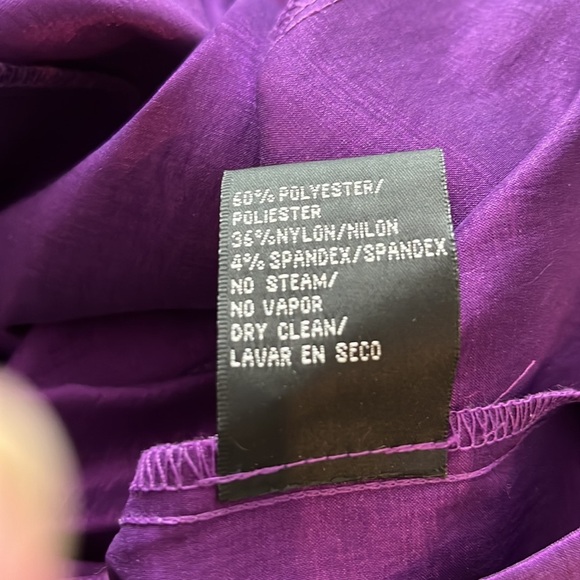 60% POLYESTER/
POLIESTER
36%NYLON/NILON
4% SPANDEX/SPANDEX
NO STEAM/
NO VAPOR
DRY CLEAN/
LAVAR EN SECO